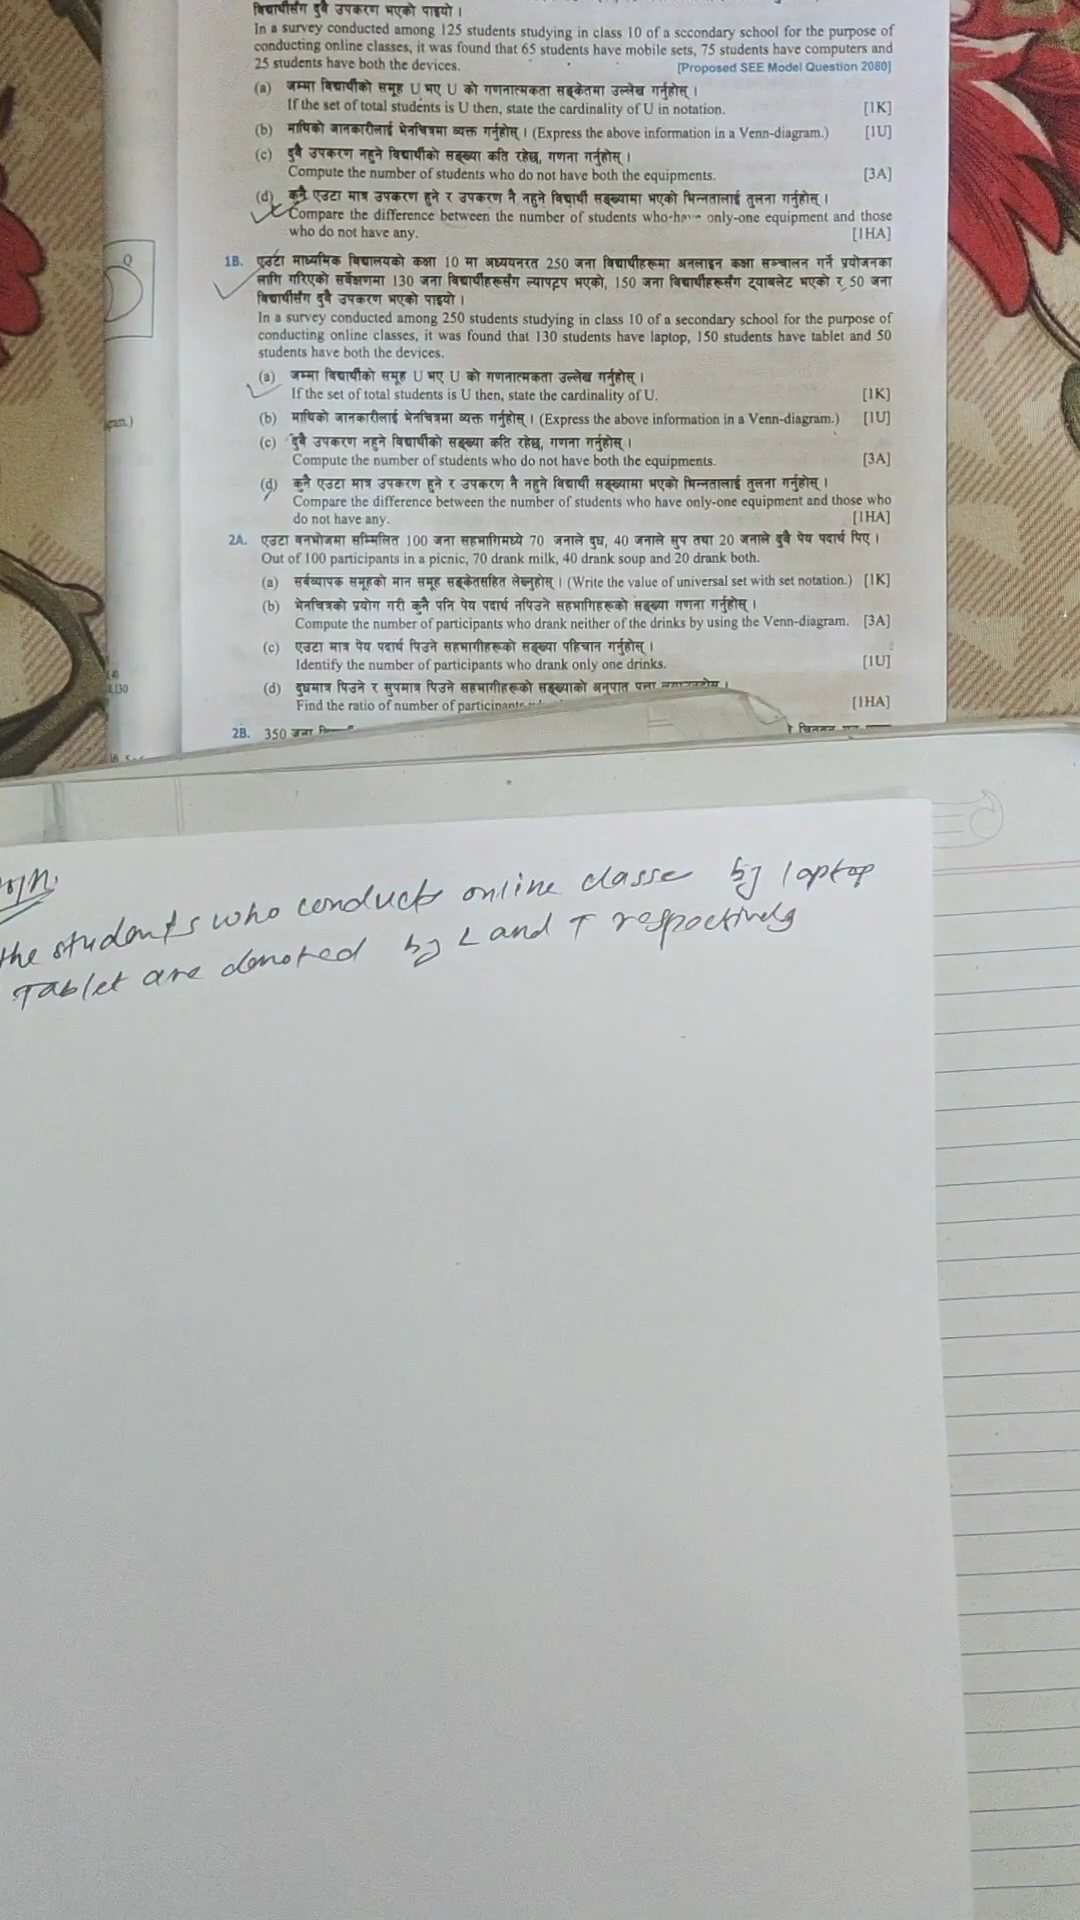 विद्यार्थीसँग दुवै उपकरण भएको पाइयो ।
In a survey conducted among 125 students studying in class 10 of a secondary school for the purpose of
conducting online classes, it was found that 65 students have mobile sets, 75 students have computers and
25 students have both the devices. [Proposed SEE Model Question 2080]
(a) जम्मा विद्यार्थीको समूह U भए U को गणनात्मकता सङ्केतमा उल्लेख गर्नुहोस् ।
If the set of total students is U then, state the cardinality of U in notation. [1K]
(b) माथिको जानकारीलाई भेनचित्रमा व्यक्त गर्नुहोस् । (Express the above information in a Venn-diagram.) [1U]
(c) दुवै उपकरण नहुने विद्यार्थीको सङ्ख्या कति रहेछ, गणना गर्नुहोस् ।
Compute the number of students who do not have both the equipments. [3A]
(d) कुनै एउटा मात्र उपकरण हुने र उपकरण नै नहुने विद्यार्थी सङ्ख्यामा भएको भिन्नतालाई तुलना गर्नुहोस् ।
Compare the difference between the number of students who have only-one equipment and those
who do not have any. [1HA]
Q
1B. एउटा माध्यमिक विद्यालयको कक्षा 10 मा अध्ययनरत 250 जना विद्यार्थीहरूमा अनलाइन कक्षा सञ्चालन गर्ने प्रयोजनका
लागि गरिएको सर्वेक्षणमा 130 जना विद्यार्थीहरूसँग ल्यापट्प भएको, 150 जना विद्यार्थीहरूसँग ट्याबलेट भएको र 50 जना
विद्यार्थीसँग दुवै उपकरण भएको पाइयो ।
In a survey conducted among 250 students studying in class 10 of a secondary school for the purpose of
conducting online classes, it was found that 130 students have laptop, 150 students have tablet and 50
students have both the devices.
(a) जम्मा विद्यार्थीको समूह U भए U को गणनात्मकता उल्लेख गर्नुहोस् ।
If the set of total students is U then, state the cardinality of U. [1K]
(b) माथिको जानकारीलाई भेनचित्रमा व्यक्त गर्नुहोस् । (Express the above information in a Venn-diagram.) [1U]
(c) दुवै उपकरण नहुने विद्यार्थीको सङ्ख्या कति रहेछ, गणना गर्नुहोस् ।
Compute the number of students who do not have both the equipments. [3A]
(d) कुनै एउटा मात्र उपकरण हुने र उपकरण नै नहुने विद्यार्थी सङ्ख्यामा भएको भिन्नतालाई तुलना गर्नुहोस् ।
Compare the difference between the number of students who have only-one equipment and those who
do not have any. [1HA]
2A. एउटा वनभोजमा सम्मिलित 100 जना सहभागिमध्ये 70 जनाले दुध, 40 जनाले सुप तथा 20 जनाले दुवै पेय पदार्थ पिए ।
Out of 100 participants in a picnic, 70 drank milk, 40 drank soup and 20 drank both.
(a) सर्वव्यापक समूहको मान समूह सङ्केतसहित लेख्नुहोस् । (Write the value of universal set with set notation.) [1K]
(b) भेनचित्रको प्रयोग गरी कुनै पनि पेय पदार्थ नपिउने सहभागिहरूको सङ्ख्या गणना गर्नुहोस् ।
Compute the number of participants who drank neither of the drinks by using the Venn-diagram. [3A]
(c) एउटा मात्र पेय पदार्थ पिउने सहभागीहरूको सङ्ख्या पहिचान गर्नुहोस् ।
Identify the number of participants who drank only one drinks. [1U]
(d) दुधमात्र पिउने र सुपमात्र पिउने सहभागीहरूको सङ्ख्याको अनुपात पत्ता
Find the ratio of number of participants [1HA]
2B. 350 जना
the students who conducts online classe by laptop
Tablet are denoted by L and T respectively